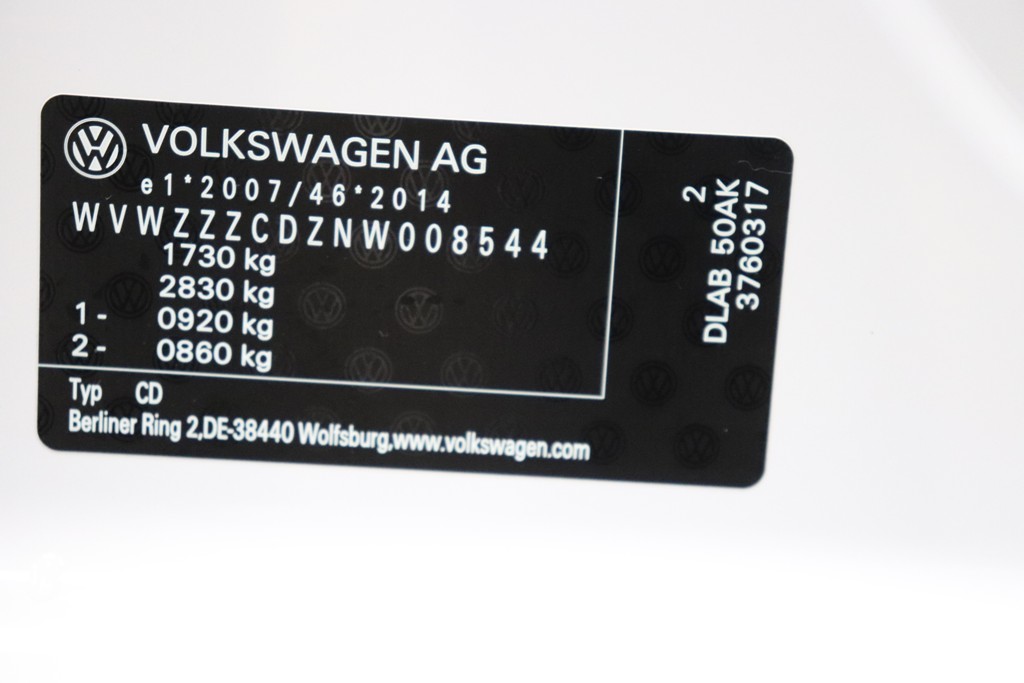 VOLKSWAGEN AG
e1*2007/46*2014
WVWZZZCDZNW008544
1730 kg
2830 kg
1- 0920 kg
2- 0860 kg
Typ CD
Berliner Ring 2,DE-38440 Wolfsburg,www.volkswagen.com
2
DLAB 50AK
3760317